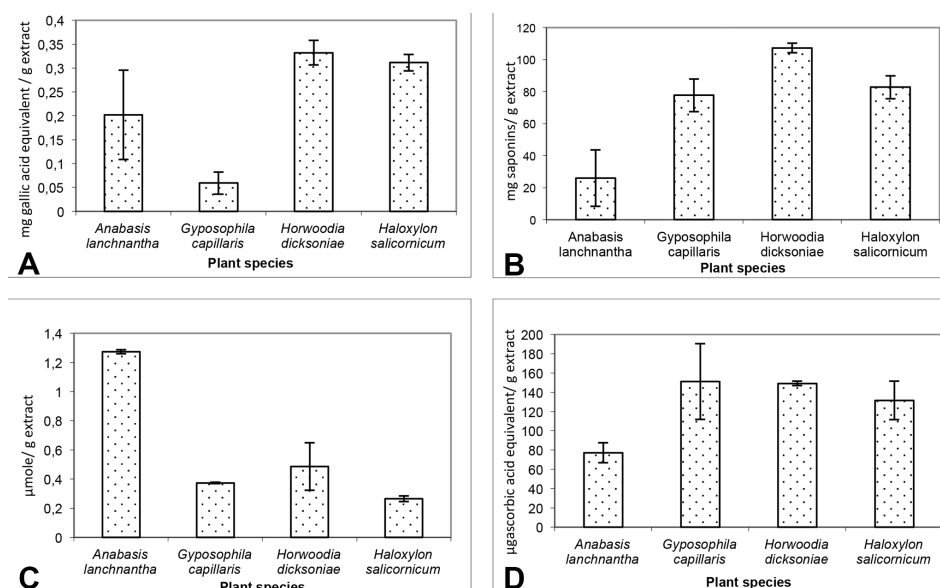 mg gallic acid equivalent / g extract
0,4
0,35
0,3
0,25
0,2
0,15
0,1
0,05
0
Anabasis
lanchnantha
Gyposophila
capillaris
Horwoodia
dicksoniae
Haloxylon
salicornicum
Plant species
A
mg saponins/ g extract
120
100
80
60
40
20
0
Anabasis
lanchnantha
Gyposophila
capillaris
Horwoodia
dicksoniae
Haloxylon
salicornicum
Plant species
B
µmole/ g extract
1,4
1,2
1
0,8
0,6
0,4
0,2
0
Anabasis
lanchnantha
Gyposophila
capillaris
Horwoodia
dicksoniae
Haloxylon
salicornicum
Plant species
C
µgascorbic acid equivalent/ g extract
200
180
160
140
120
100
80
60
40
20
0
Anabasis
lanchnantha
Gyposophila
capillaris
Horwoodia
dicksoniae
Haloxylon
salicornicum
Plant species
D